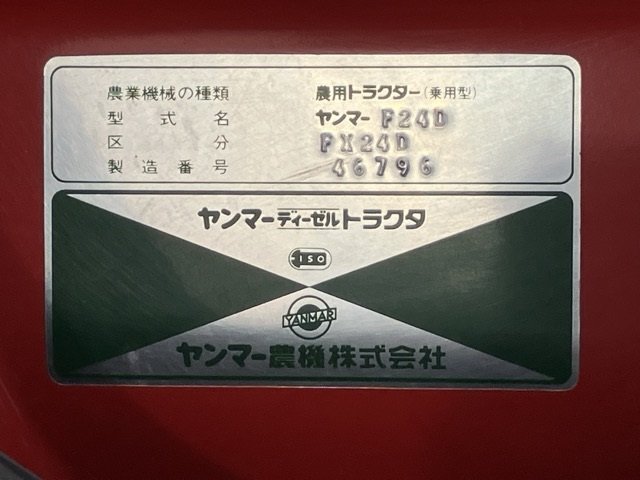 農業機械の種類 農用トラクター(乗用型)
型式名 ヤンマー F24D
区分 FX24D
製造番号 46796
ヤンマーディーゼルトラクタ
ISO
YANMAR
ヤンマー農機株式会社